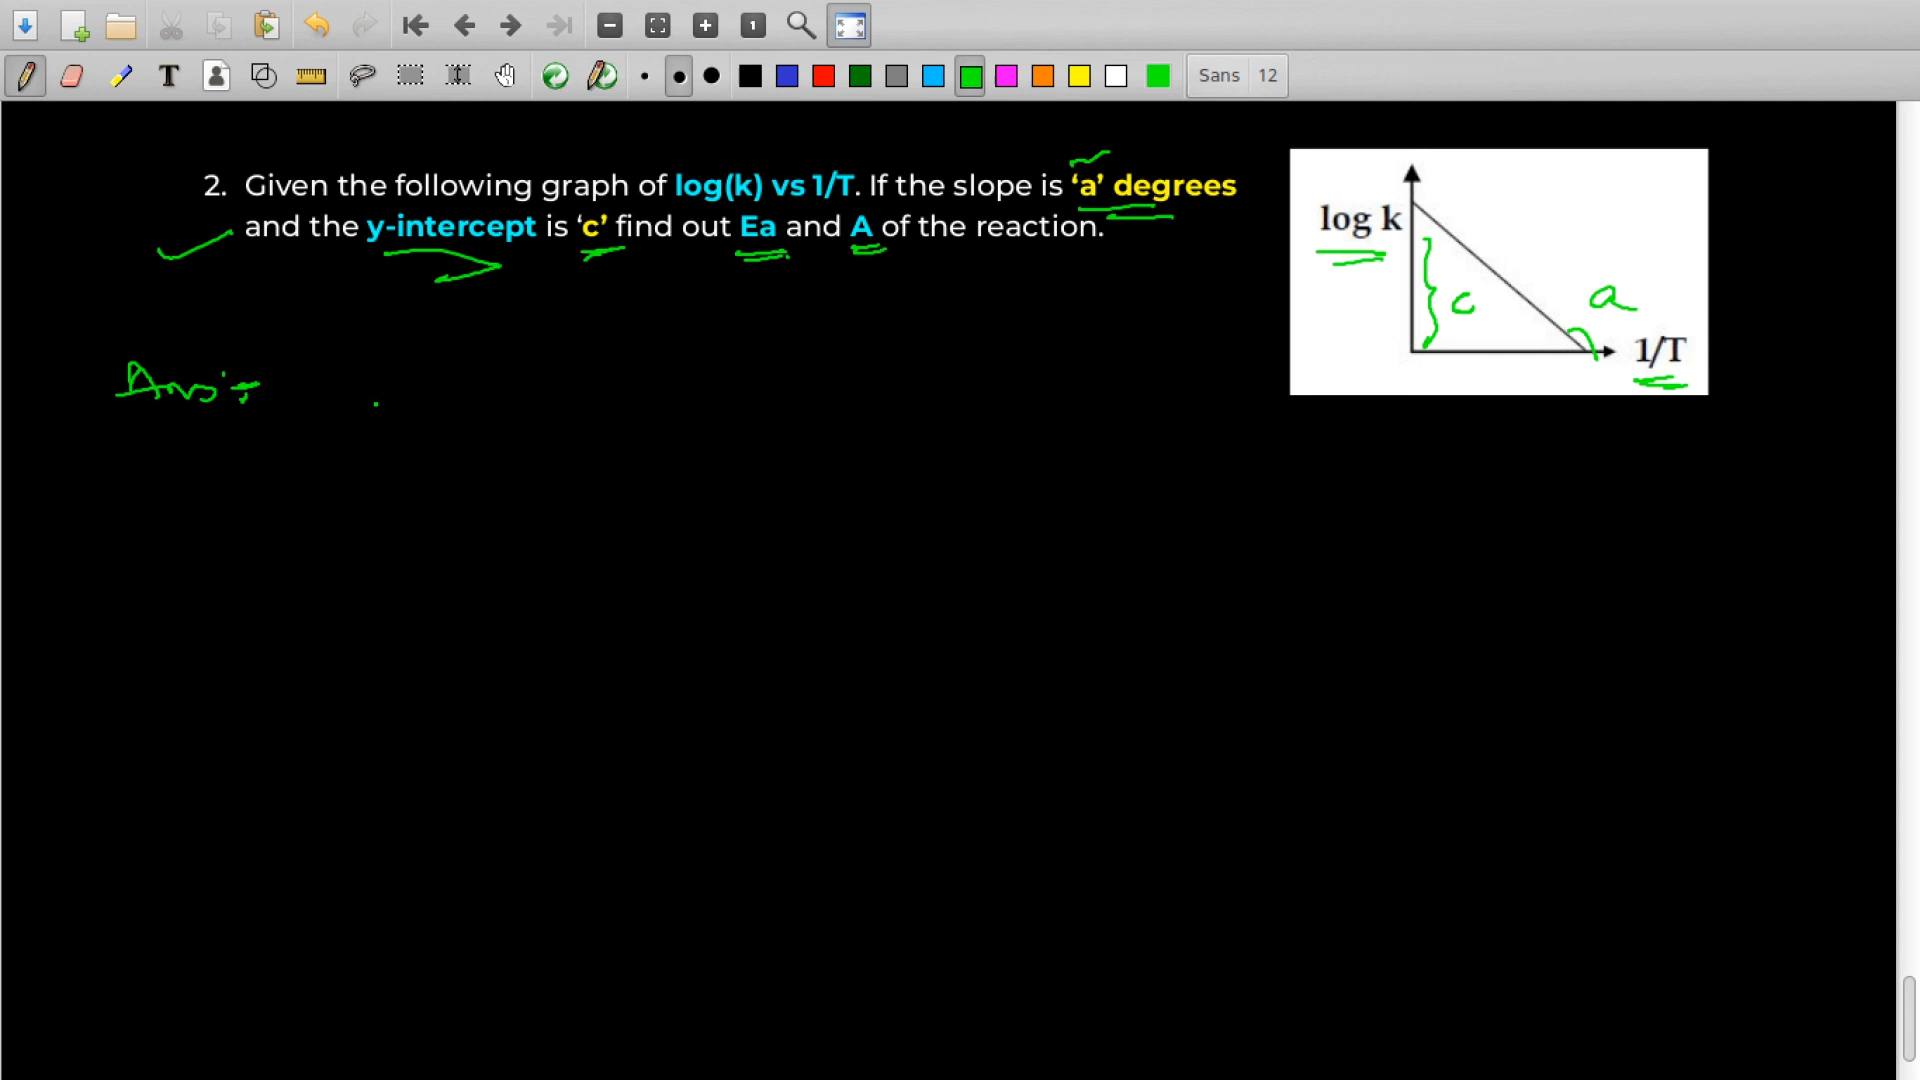 Sans 12
2. Given the following graph of log(k) vs 1/T. If the slope is ‘a’ degrees
and the y-intercept is ‘c’ find out Ea and A of the reaction.
log k
c
a
1/T
Ans:-